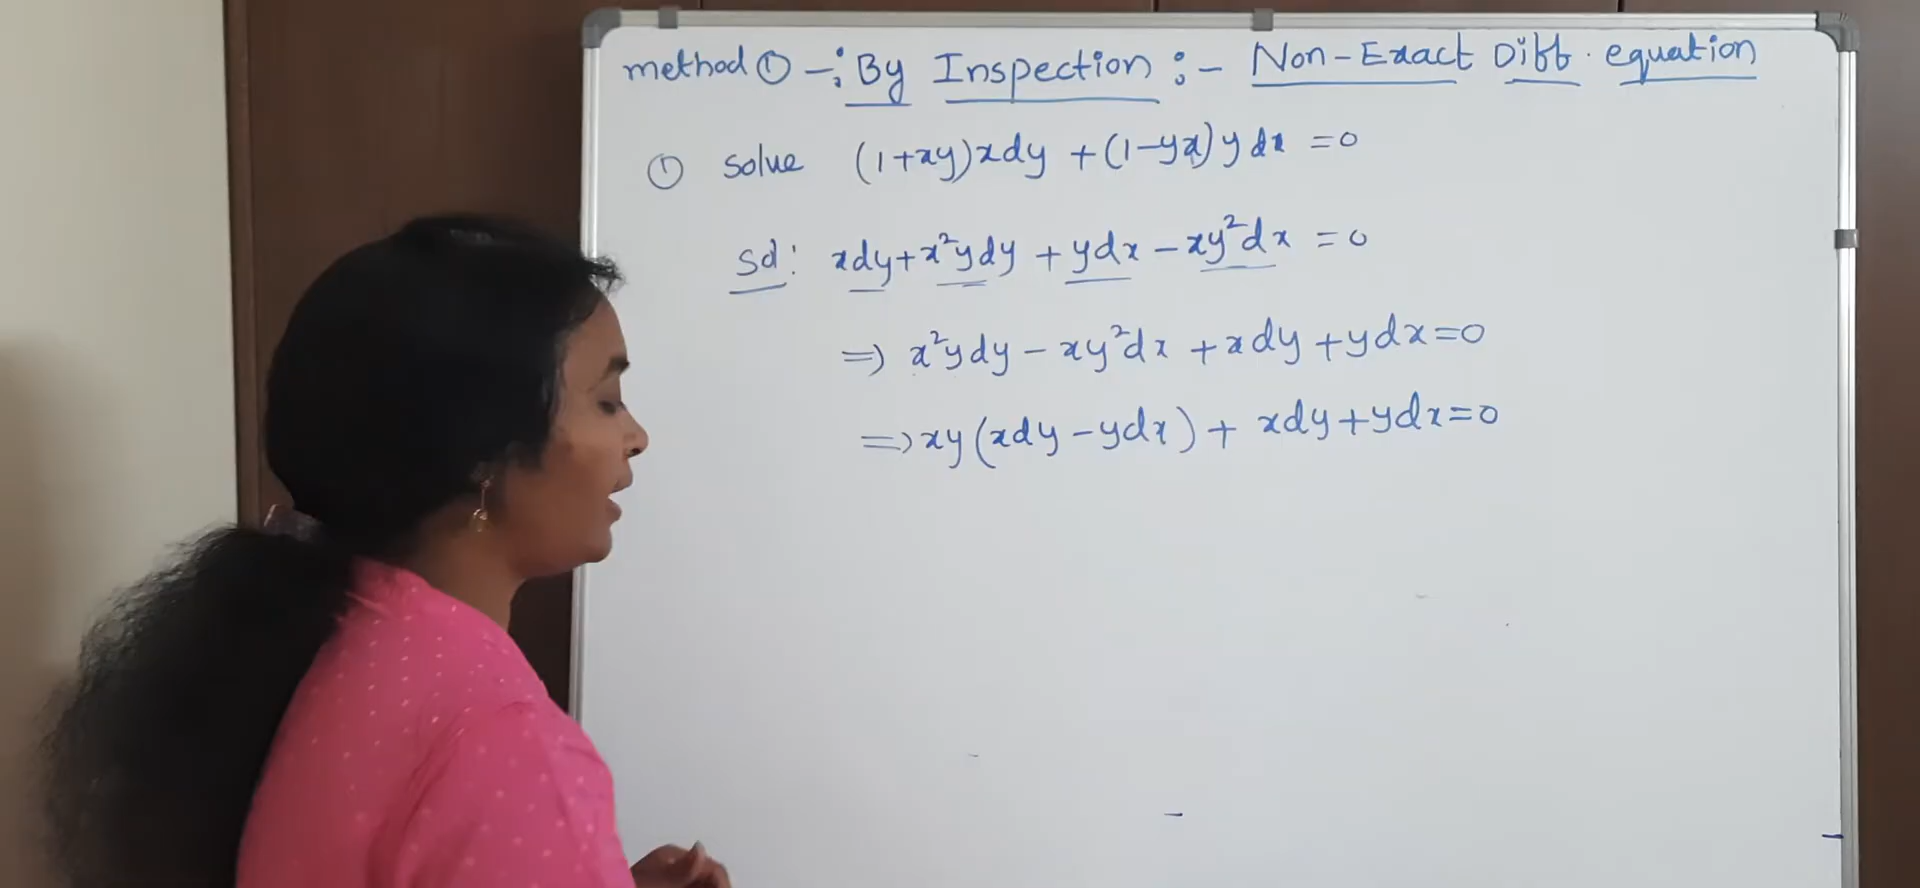 method ① -: By Inspection :- Non-Exact Diff. equation
① solve (1+xy)xdy +(1-yx)ydx =0
Sol: xdy+x²ydy + ydx - xy²dx =0
=) x²ydy - xy²dx + xdy +ydx=0
=) xy(xdy-ydx) + xdy+ydx=0